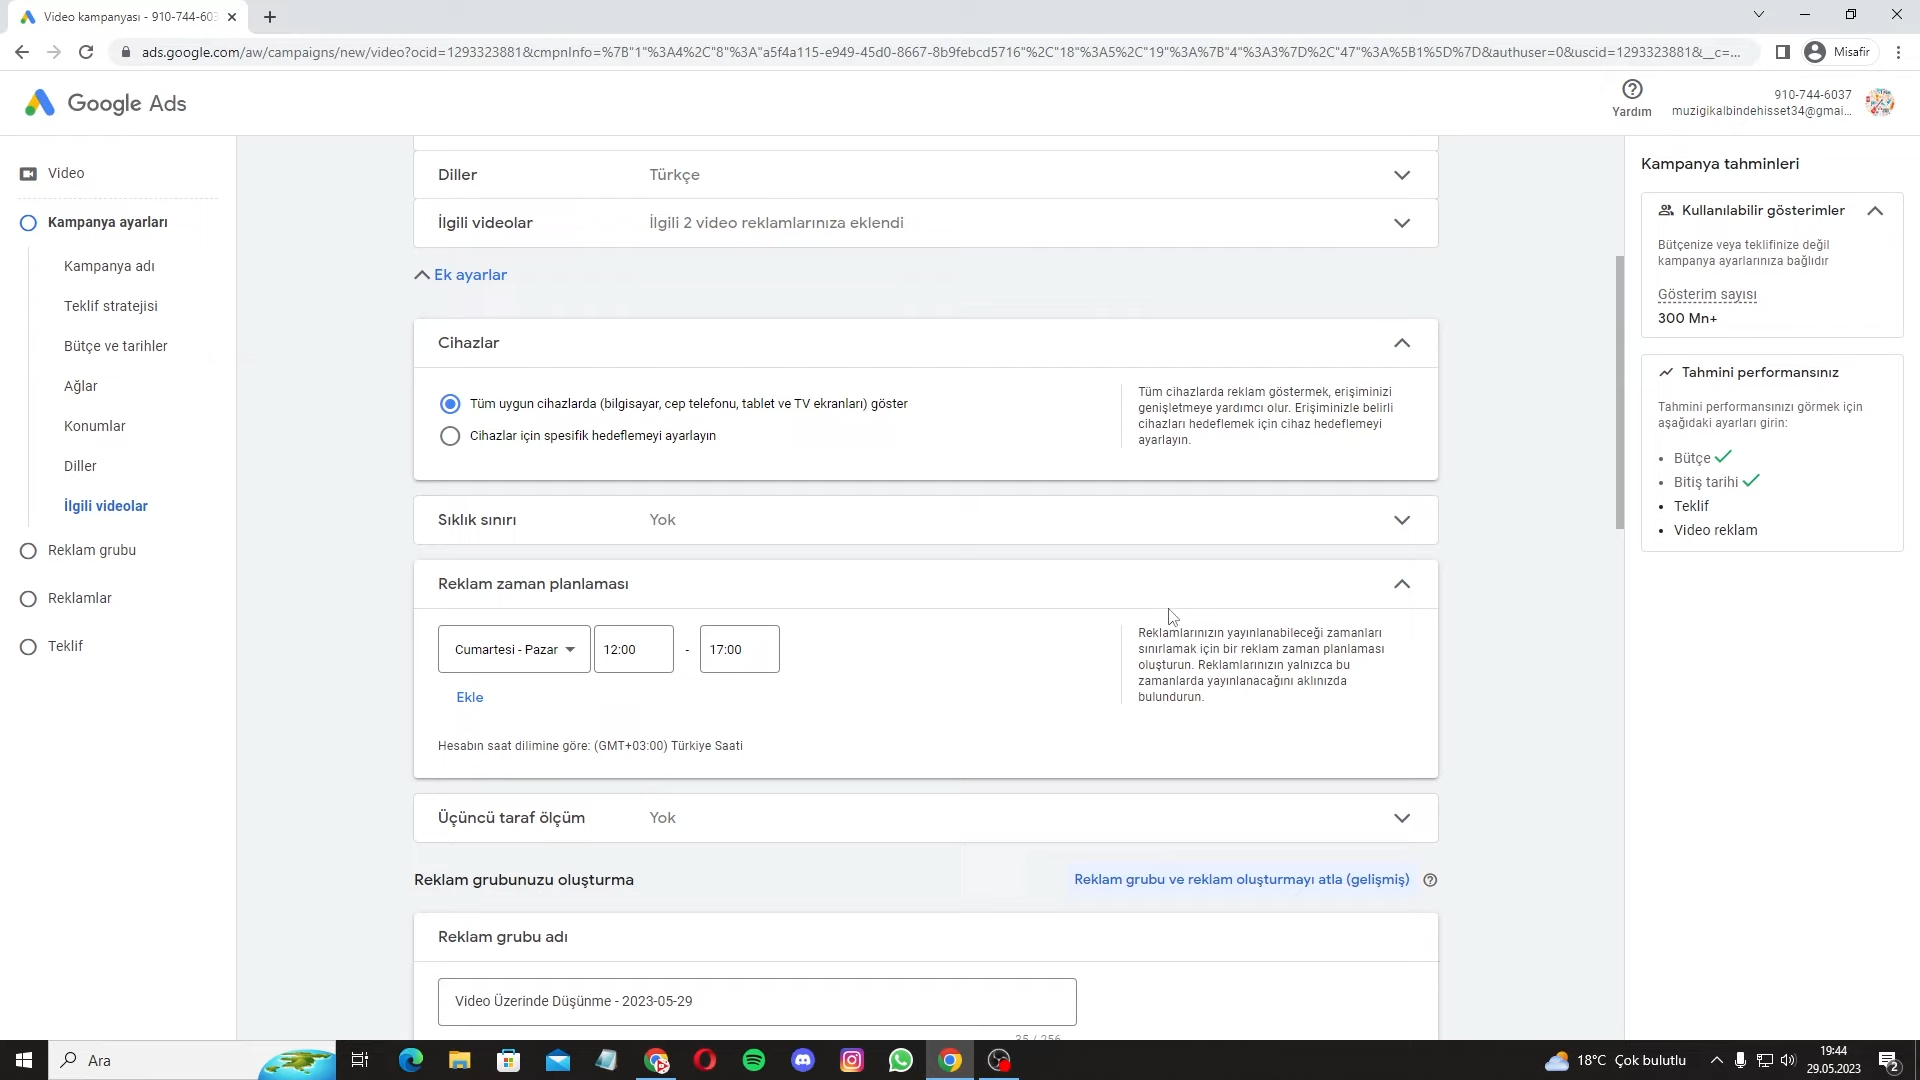 Video kampanyası - 910-744-603
ads.google.com/aw/campaigns/new/video?ocid=1293323881&cmpnInfo=%7B"1"%3A4%2C"8"%3A"a5f4a115-e949-45d0-8667-8b9febcd5716"%2C"18"%3A5%2C"19"%3A%7B"4"%3A3%7D%2C"47"%3A%5B1%5D%7D&authuser=0&uscid=1293323881&__c=...
Misafir
Google Ads
Yardım
910-744-6037
muzigikalbindehisset34@gmai...
Video
Kampanya ayarları
Kampanya adı
Teklif stratejisi
Bütçe ve tarihler
Ağlar
Konumlar
Diller
İlgili videolar
Reklam grubu
Reklamlar
Teklif
Diller
Türkçe
İlgili videolar
İlgili 2 video reklamlarınıza eklendi
Ek ayarlar
Cihazlar
Tüm uygun cihazlarda (bilgisayar, cep telefonu, tablet ve TV ekranları) göster
Cihazlar için spesifik hedeflemeyi ayarlayın
Tüm cihazlarda reklam göstermek, erişiminizi
genişletmeye yardımcı olur. Erişiminizle belirli
cihazları hedeflemek için cihaz hedeflemeyi
ayarlayın.
Sıklık sınırı
Yok
Reklam zaman planlaması
Cumartesi - Pazar
12:00
-
17:00
Ekle
Hesabın saat dilimine göre: (GMT+03:00) Türkiye Saati
Reklamlarınızın yayınlanabileceği zamanları
sınırlamak için bir reklam zaman planlaması
oluşturun. Reklamlarınızın yalnızca bu
zamanlarda yayınlanacağını aklınızda
bulundurun.
Üçüncü taraf ölçüm
Yok
Reklam grubunuzu oluşturma
Reklam grubu ve reklam oluşturmayı atla (gelişmiş)
Reklam grubu adı
Video Üzerinde Düşünme - 2023-05-29
35 / 256
Kampanya tahminleri
Kullanılabilir gösterimler
Bütçenize veya teklifinize değil
kampanya ayarlarınıza bağlıdır
Gösterim sayısı
300 Mn+
Tahmini performansınız
Tahmini performansınızı görmek için
aşağıdaki ayarları girin:
• Bütçe
• Bitiş tarihi
• Teklif
• Video reklam
Ara
18°C Çok bulutlu
19:44
29.05.2023
2